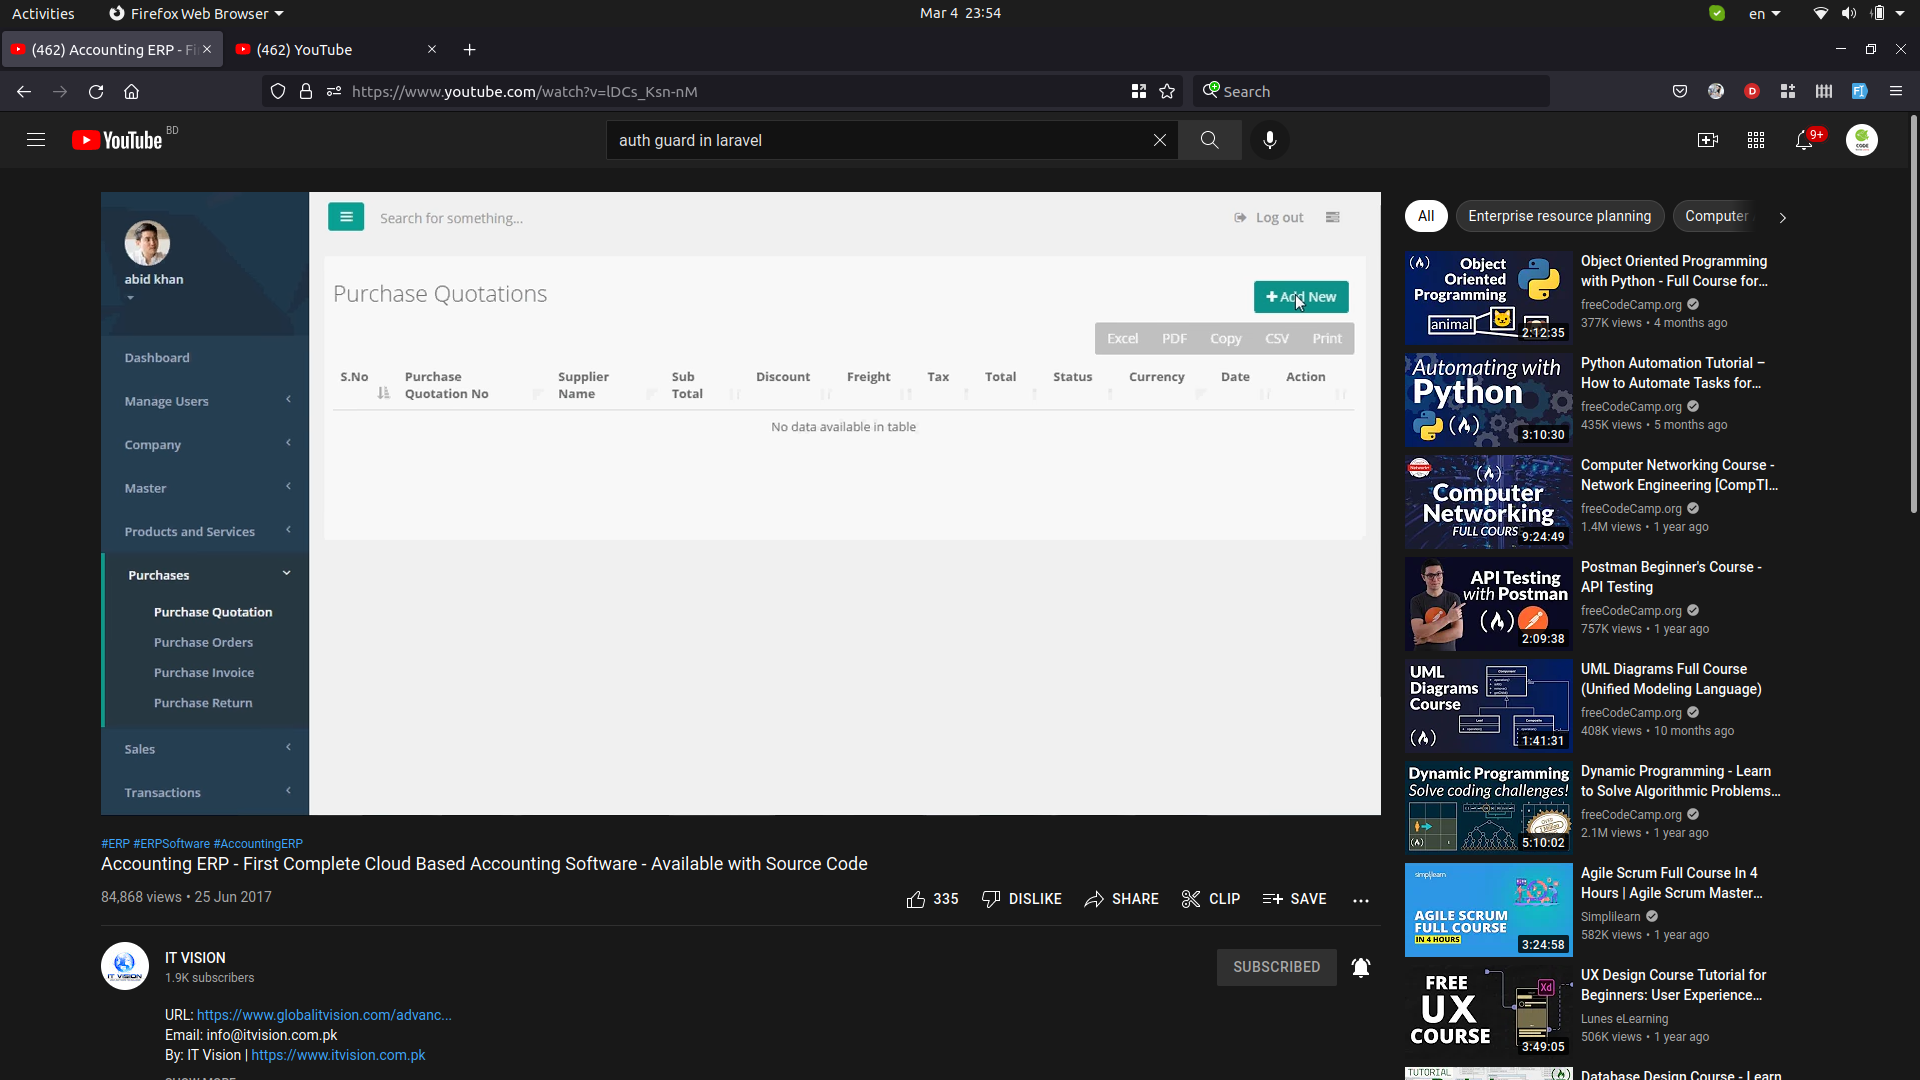 Activities
Firefox Web Browser
Mar 4 23:54
en
(462) Accounting ERP - Fi
(462) YouTube
https://www.youtube.com/watch?v=lDCs_Ksn-nM
Search
YouTube BD
auth guard in laravel
9+
abid khan
Dashboard
Manage Users
Company
Master
Products and Services
Purchases
Purchase Quotation
Purchase Orders
Purchase Invoice
Purchase Return
Sales
Transactions
Search for something...
Log out
Purchase Quotations
Add New
Excel PDF Copy CSV Print
S.No Purchase Quotation No Supplier Name Sub Total Discount Freight Tax Total Status Currency Date Action
No data available in table
#ERP #ERPSoftware #AccountingERP
Accounting ERP - First Complete Cloud Based Accounting Software - Available with Source Code
84,868 views • 25 Jun 2017
335 DISLIKE SHARE CLIP SAVE
IT VISION
IT VISION
1.9K subscribers
SUBSCRIBED
URL: https://www.globalitvision.com/advanc...
Email: info@itvision.com.pk
By: IT Vision | https://www.itvision.com.pk
SHOW MORE
All
Enterprise resource planning
Computer
Object
Oriented
Programming
animal
2:12:35
Object Oriented Programming
with Python - Full Course for...
freeCodeCamp.org
377K views • 4 months ago
Automating with
Python
3:10:30
Python Automation Tutorial –
How to Automate Tasks for...
freeCodeCamp.org
435K views • 5 months ago
Computer
Networking
FULL COURS
9:24:49
Computer Networking Course -
Network Engineering [CompTI...
freeCodeCamp.org
1.4M views • 1 year ago
API Testing
with Postman
2:09:38
Postman Beginner's Course -
API Testing
freeCodeCamp.org
757K views • 1 year ago
UML
Diagrams
Course
1:41:31
UML Diagrams Full Course
(Unified Modeling Language)
freeCodeCamp.org
408K views • 10 months ago
Dynamic Programming
Solve coding challenges!
5:10:02
Dynamic Programming - Learn
to Solve Algorithmic Problems...
freeCodeCamp.org
2.1M views • 1 year ago
simplilearn
AGILE SCRUM
FULL COURSE
IN 4 HOURS
3:24:58
Agile Scrum Full Course In 4
Hours | Agile Scrum Master...
Simplilearn
582K views • 1 year ago
FREE
UX
COURSE
Xd
3:49:05
UX Design Course Tutorial for
Beginners: User Experience...
Lunes eLearning
506K views • 1 year ago
TUTORIAL
Database Design Course - Learn